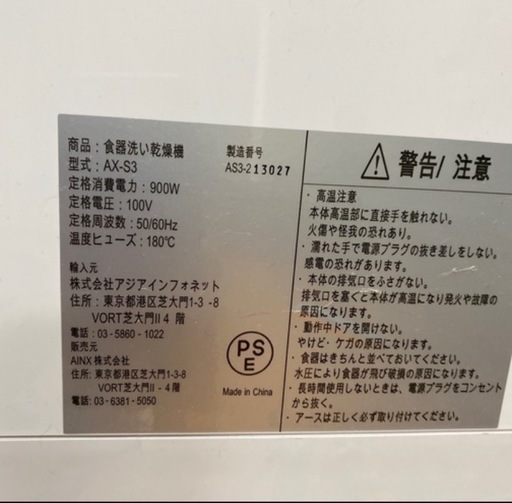 商品：食器洗い乾燥機
型式：AX-S3
定格消費電力：900W
定格電圧：100V
定格周波数：50/60Hz
温度ヒューズ：180℃
製造番号
AS3-213027
輸入元
株式会社アジアインフォネット
住所：東京都港区芝大門1-3-8
VORT芝大門II 4 階
電話：03-5860-1022
販売元
AINX株式会社
住所：東京都港区芝大門1-3-8
VORT芝大門II - 4階
電話：03-6381-5050
PS
E
Made in China
警告/ 注意
・高温注意
本体高温部に直接手を触れない。
火傷や怪我の恐れあり。
・濡れた手で電源プラグの抜き差しをしない。
感電の恐れがあります。
・本体の排気口をふさがない。
排気口を塞ぐと本体が高温になり発火や故障の
原因になります。
・動作中ドアを開けない。
やけど・ケガの原因になります。
・食器はきちんと並べておいてください。
水圧により食器が飛び破損の原因になります。
・長時間使用しないときは、電源プラグをコンセント
から抜く。
・アースは正しく必ず取り付けてください。